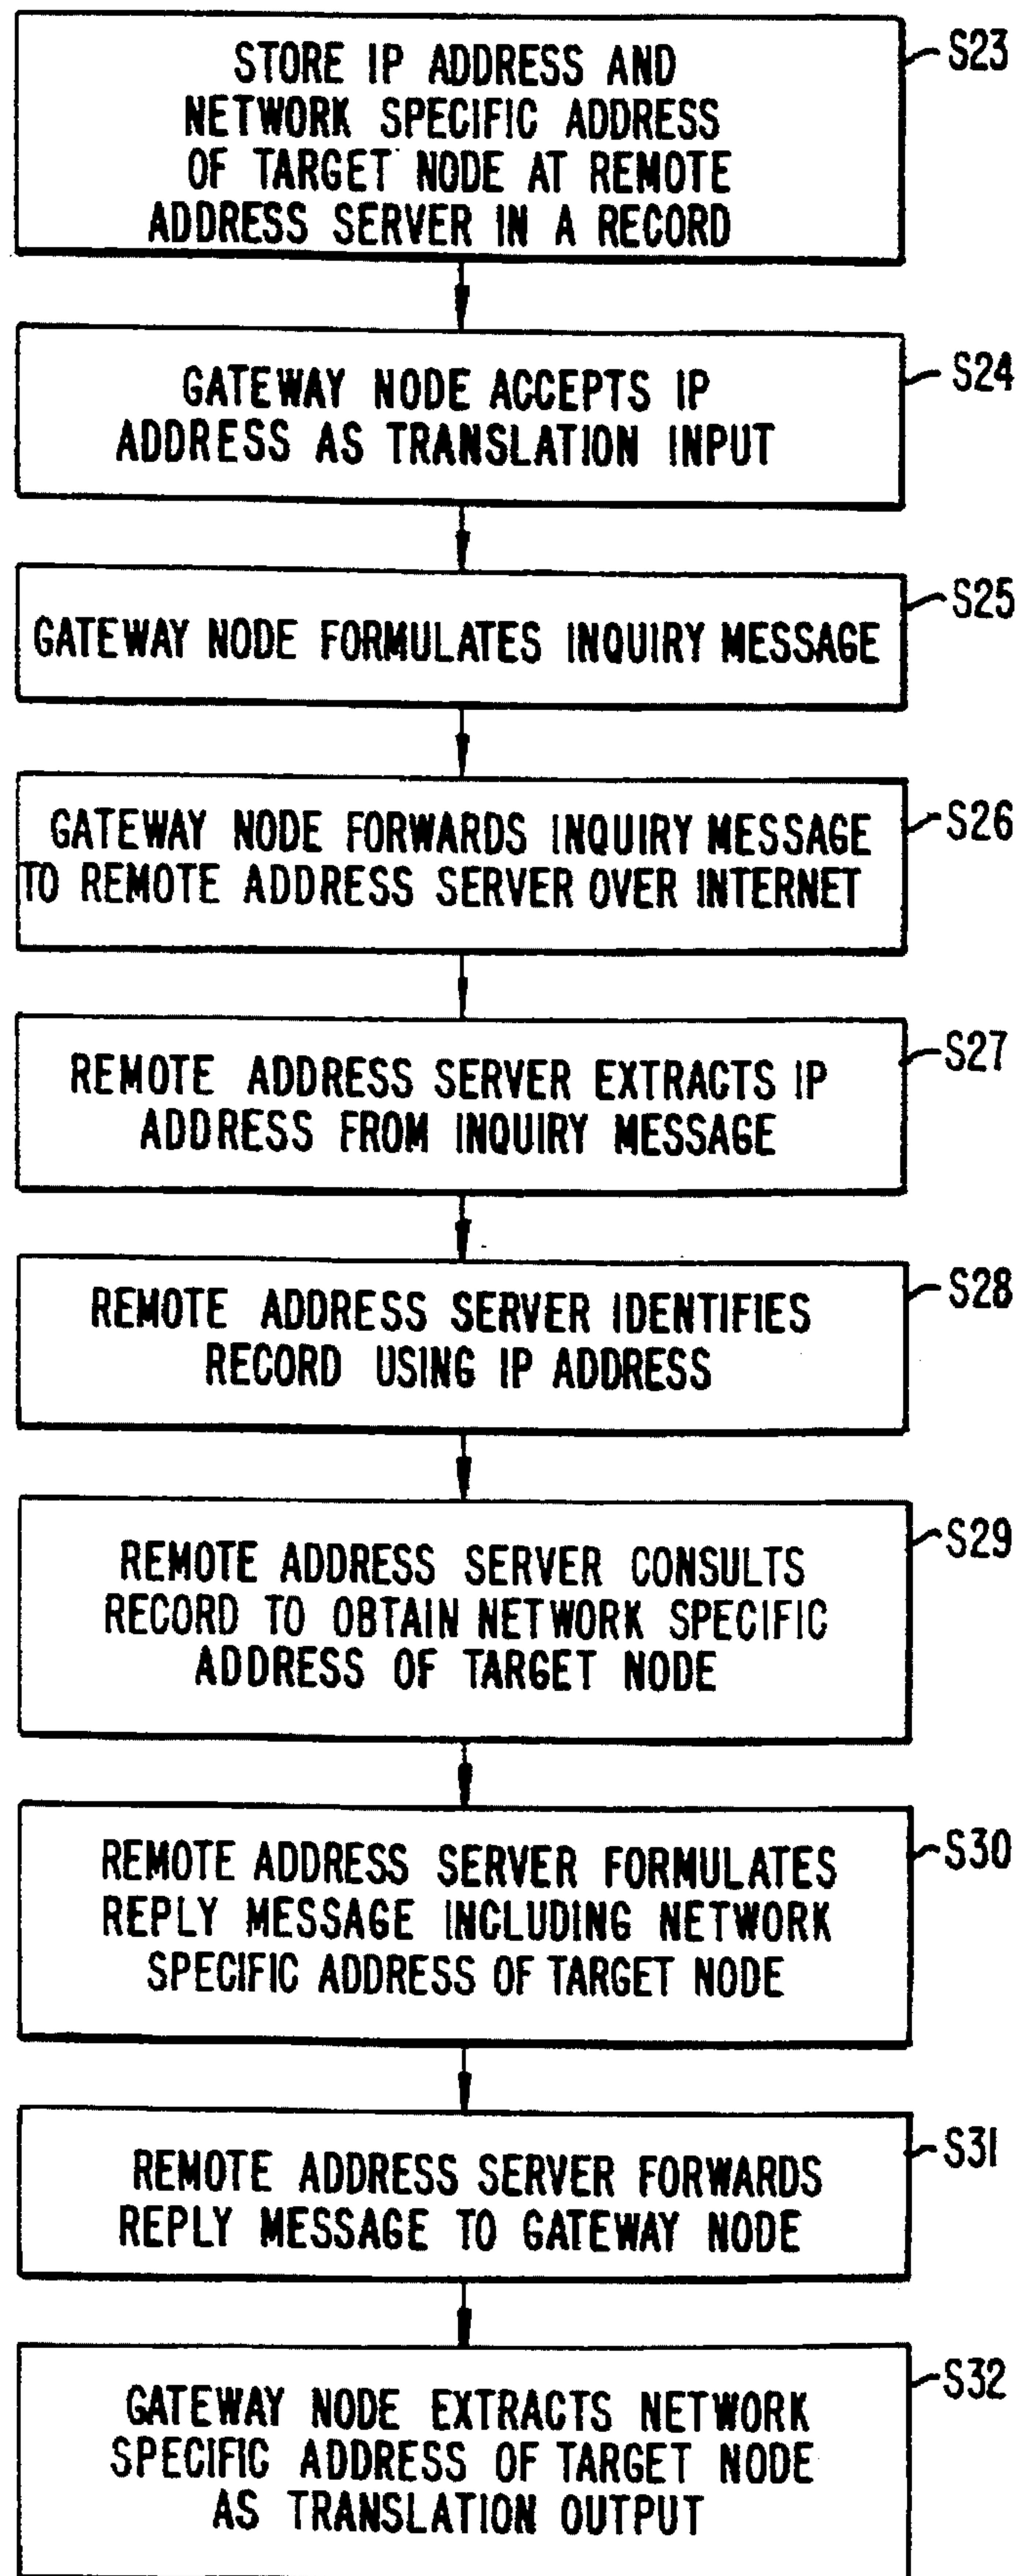 STORE IP ADDRESS AND
NETWORK SPECIFIC ADDRESS
OF TARGET NODE AT REMOTE
ADDRESS SERVER IN A RECORD
S23
GATEWAY NODE ACCEPTS IP
ADDRESS AS TRANSLATION INPUT
S24
GATEWAY NODE FORMULATES INQUIRY MESSAGE
S25
GATEWAY NODE FORWARDS INQUIRY MESSAGE
TO REMOTE ADDRESS SERVER OVER INTERNET
S26
REMOTE ADDRESS SERVER EXTRACTS IP
ADDRESS FROM INQUIRY MESSAGE
S27
REMOTE ADDRESS SERVER IDENTIFIES
RECORD USING IP ADDRESS
S28
REMOTE ADDRESS SERVER CONSULTS
RECORD TO OBTAIN NETWORK SPECIFIC
ADDRESS OF TARGET NODE
S29
REMOTE ADDRESS SERVER FORMULATES
REPLY MESSAGE INCLUDING NETWORK
SPECIFIC ADDRESS OF TARGET NODE
S30
REMOTE ADDRESS SERVER FORWARDS
REPLY MESSAGE TO GATEWAY NODE
S31
GATEWAY NODE EXTRACTS NETWORK
SPECIFIC ADDRESS OF TARGET NODE
AS TRANSLATION OUTPUT
S32